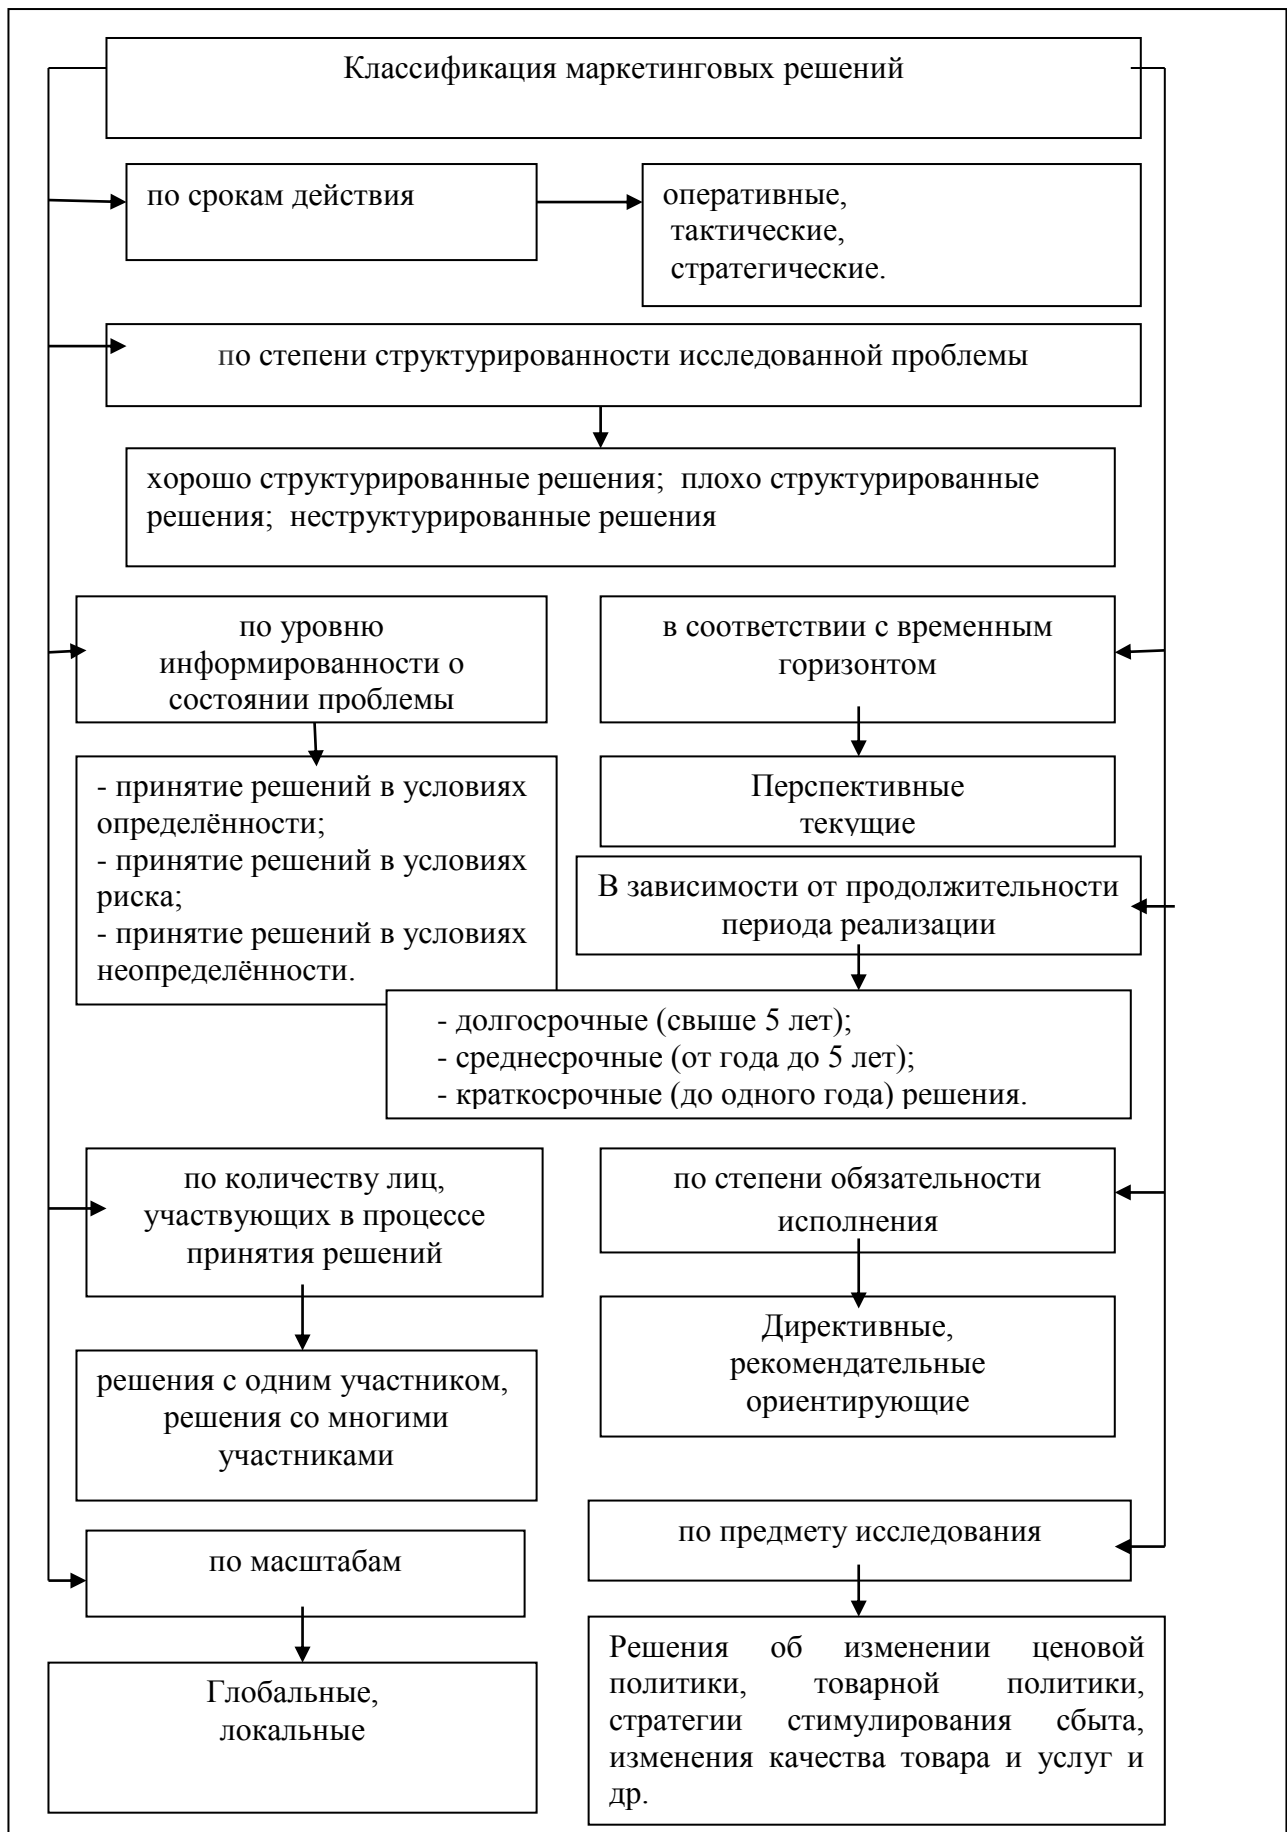 Классификация маркетинговых решений
по срокам действия
оперативные,
тактические,
стратегические.
по степени структурированности исследованной проблемы
хорошо структурированные решения; плохо структурированные
решения; неструктурированные решения
по уровню
информированности о
состоянии проблемы
в соответствии с временным
горизонтом
- принятие решений в условиях
определённости;
- принятие решений в условиях
риска;
- принятие решений в условиях
неопределённости.
Перспективные
текущие
В зависимости от продолжительности
периода реализации
- долгосрочные (свыше 5 лет);
- среднесрочные (от года до 5 лет);
- краткосрочные (до одного года) решения.
по количеству лиц,
участвующих в процессе
принятия решений
по степени обязательности
исполнения
решения с одним участником,
решения со многими
участниками
Директивные,
рекомендательные
ориентирующие
по масштабам
по предмету исследования
Глобальные,
локальные
Решения об изменении ценовой
политики, товарной политики,
стратегии стимулирования сбыта,
изменения качества товара и услуг и
др.